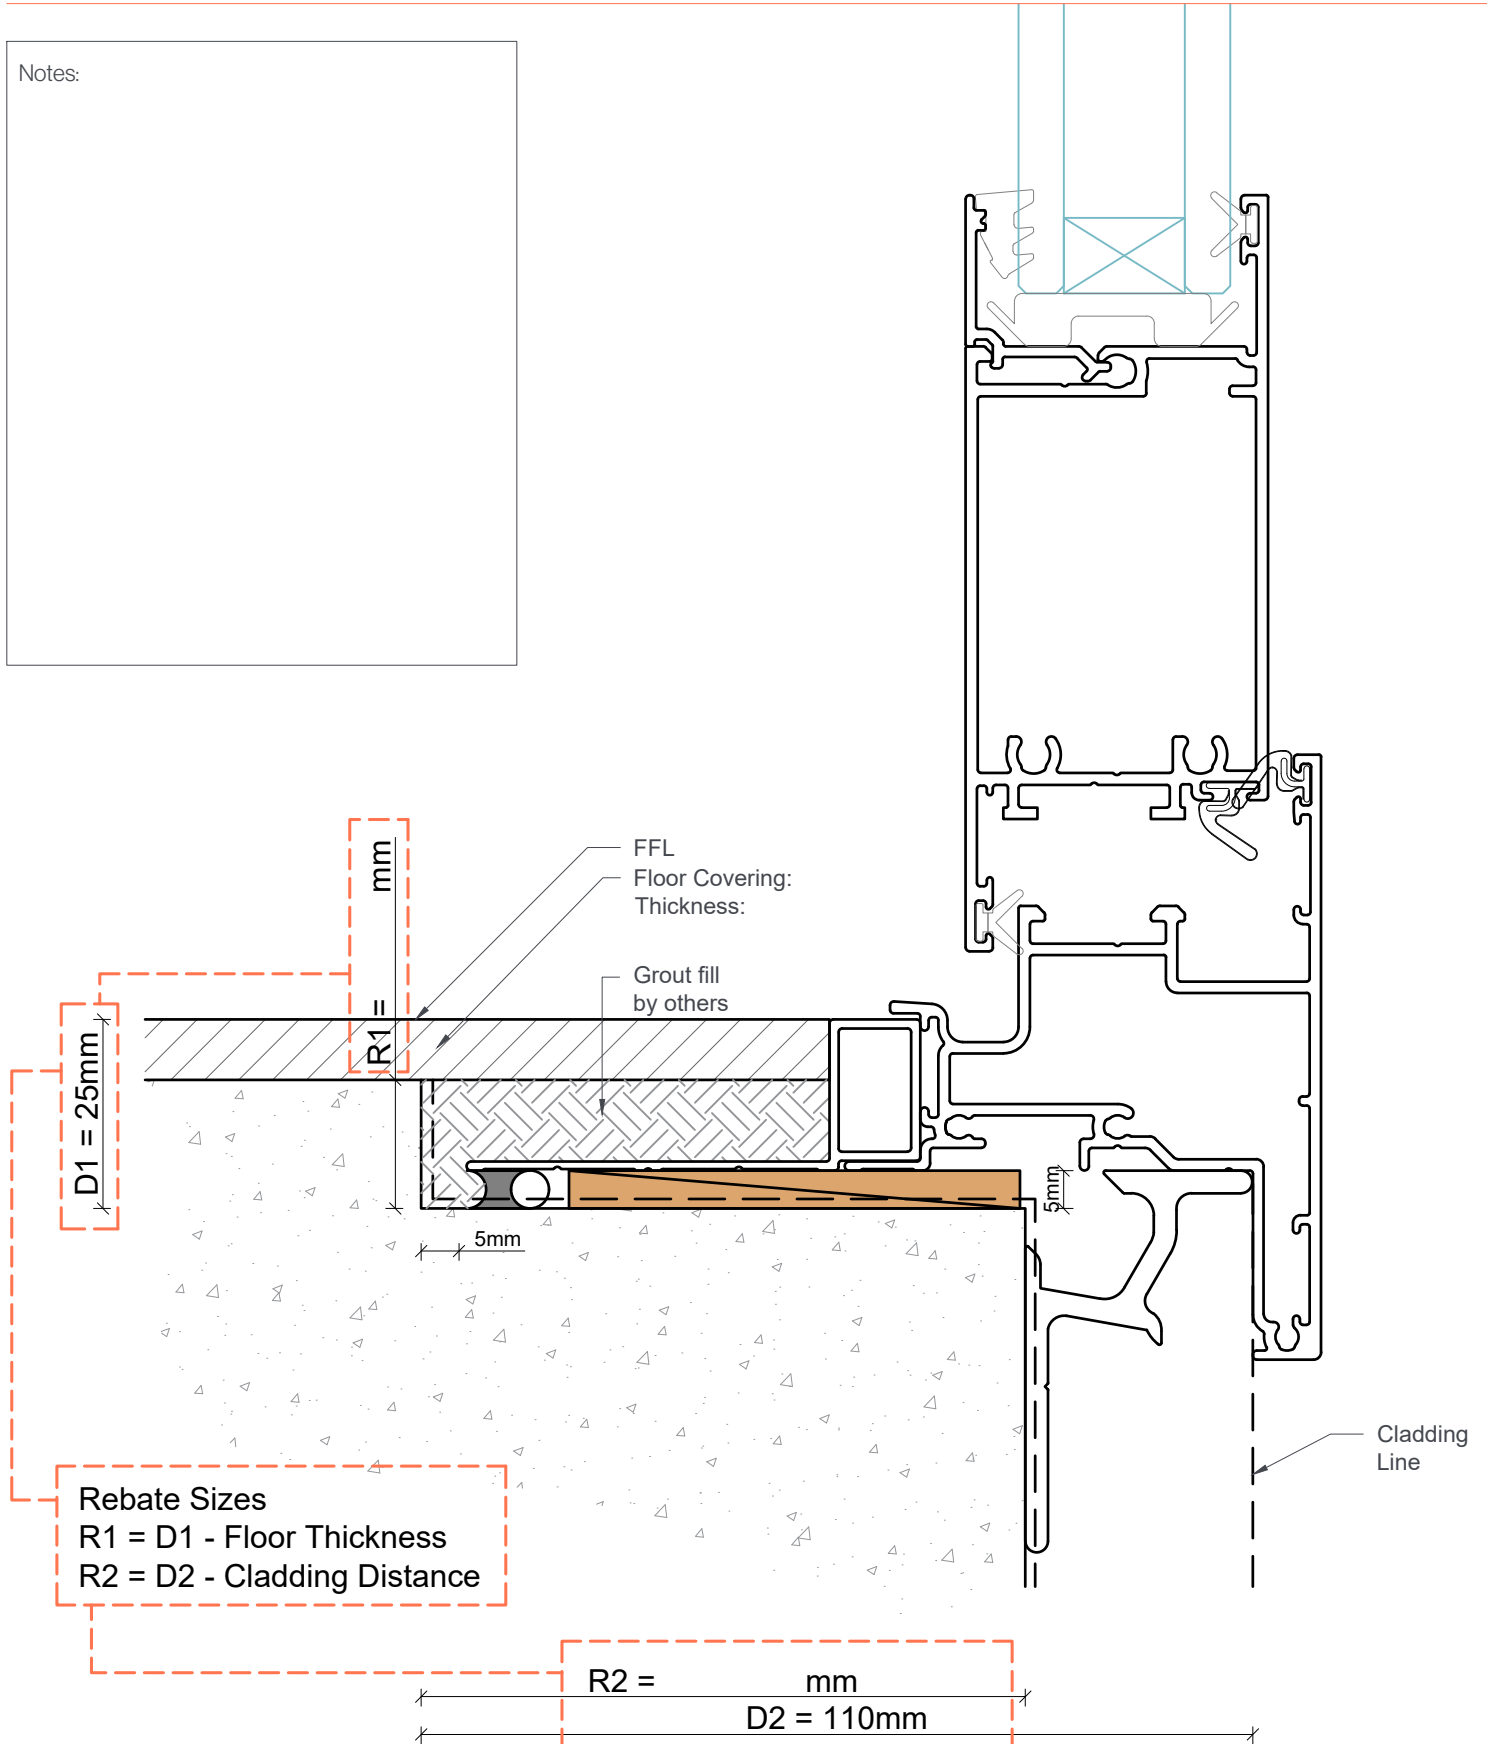 Notes:
FFL
Floor Covering:
Thickness:
Grout fill
by others
R1 = mm
D1 = 25mm
5mm
5mm
Cladding
Line
Rebate Sizes
R1 = D1 - Floor Thickness
R2 = D2 - Cladding Distance
R2 = mm
D2 = 110mm